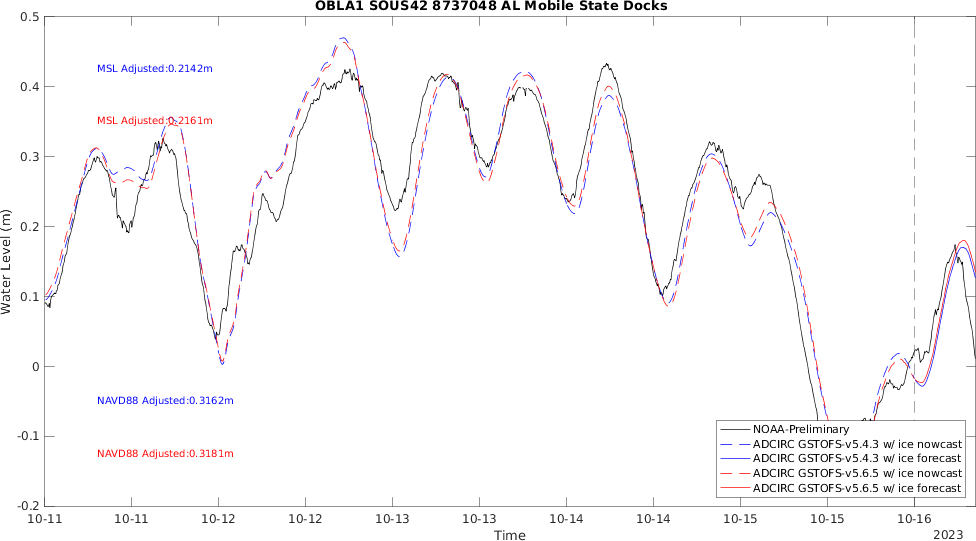 OBLA1 SOUS42 8737048 AL Mobile State Docks
0.5
0.4
0.3
0.2
0.1
0
-0.1
-0.2
Water Level (m)
MSL Adjusted:0.2142m
MSL Adjusted:0.2161m
NAVD88 Adjusted:0.3162m
NAVD88 Adjusted:0.3181m
NOAA-Preliminary
ADCIRC GSTOFS-v5.4.3 w/ ice nowcast
ADCIRC GSTOFS-v5.4.3 w/ ice forecast
ADCIRC GSTOFS-v5.6.5 w/ ice nowcast
ADCIRC GSTOFS-v5.6.5 w/ ice forecast
10-11 10-11 10-12 10-12 10-13 10-13 10-14 10-14 10-15 10-15 10-16
Time
2023